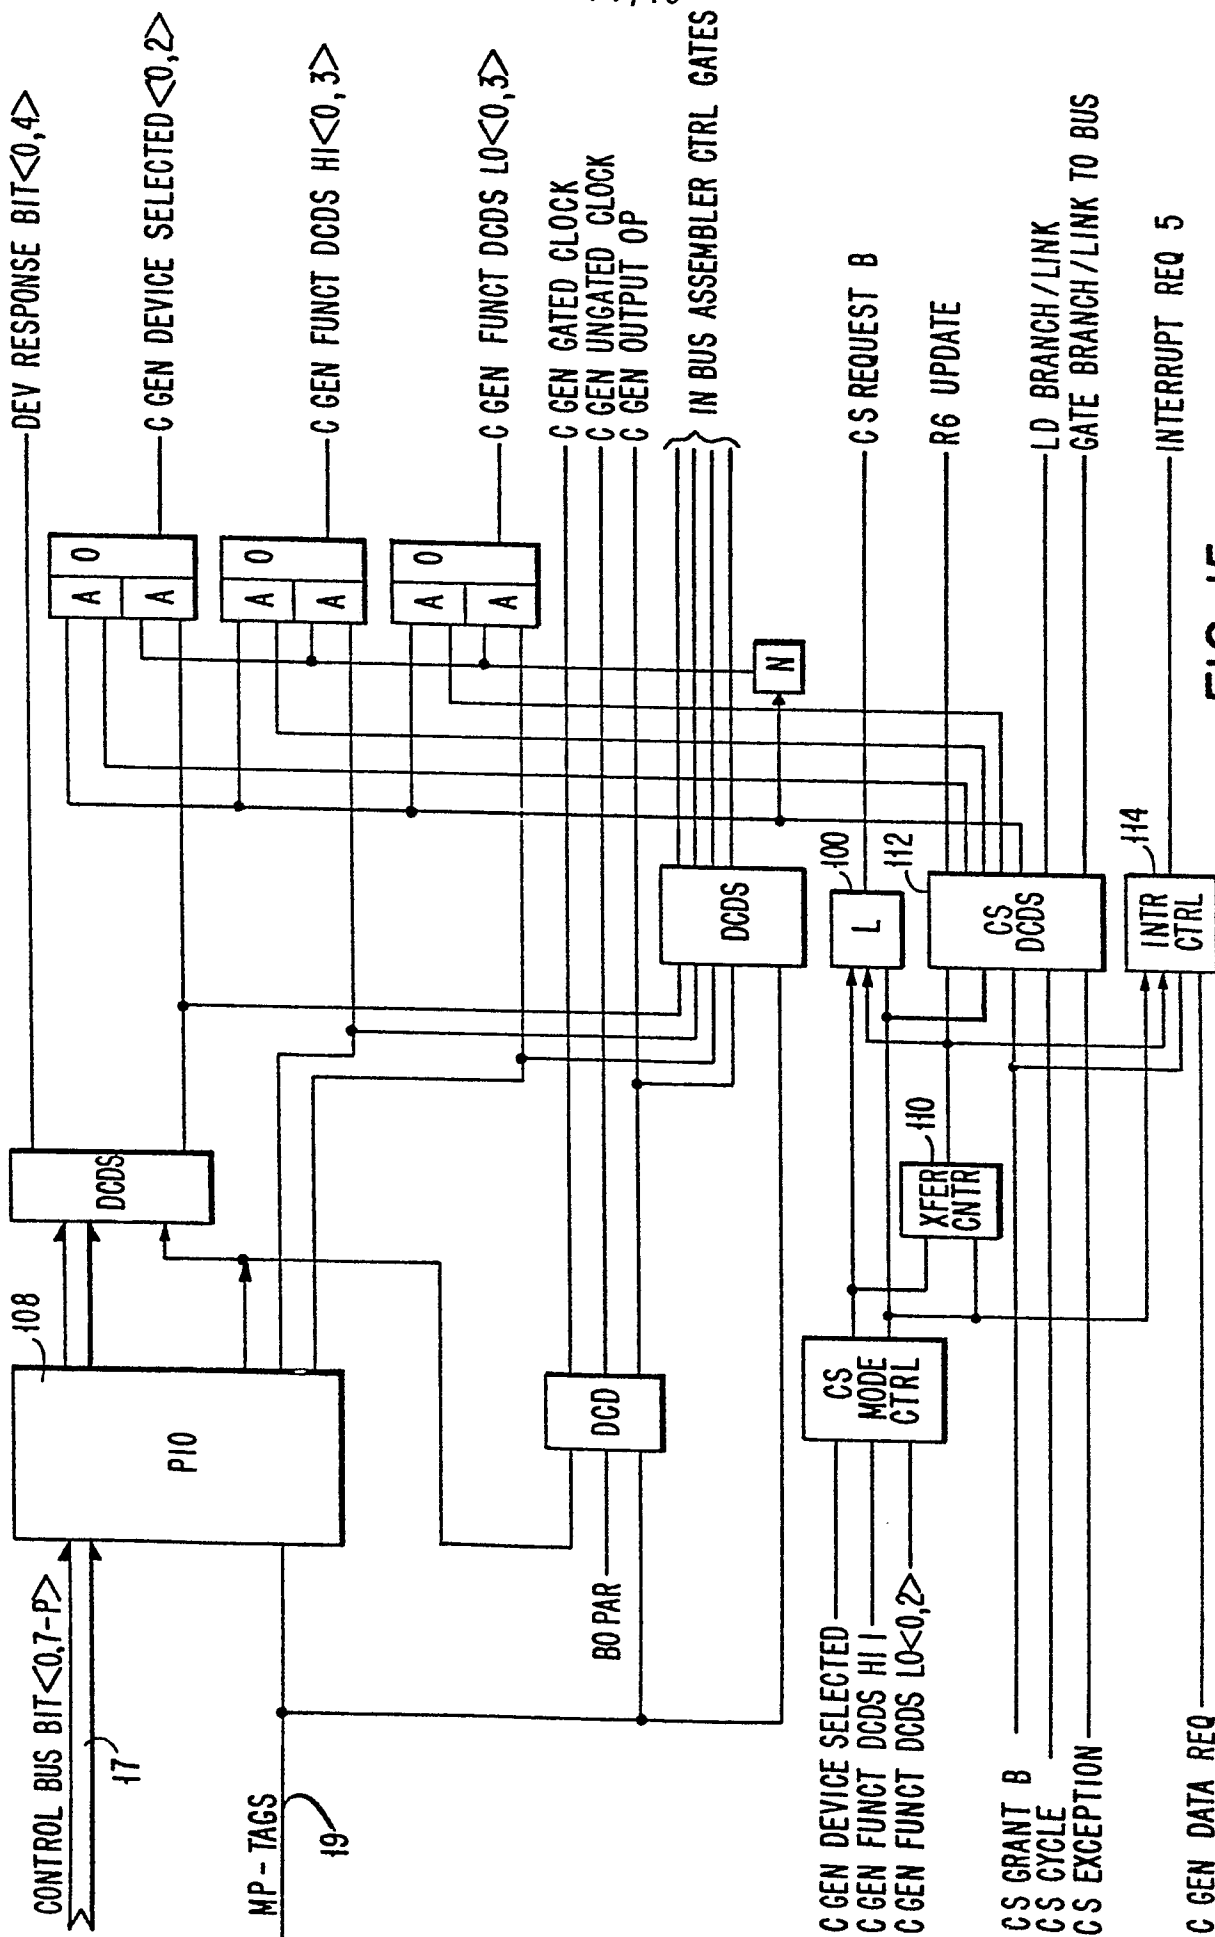 CONTROL BUS BIT<0,7-P>
17
MP-TAGS
19
108
PIO
DCDS
DEV RESPONSE BIT<0,4>
A
A
O
C GEN DEVICE SELECTED<0,2>
A
A
O
C GEN FUNCT DCDS HI<0,3>
A
A
O
C GEN FUNCT DCDS LO<0,3>
BO PAR
DCD
C GEN GATED CLOCK
C GEN UNGATED CLOCK
C GEN OUTPUT OP
DCDS
IN BUS ASSEMBLER CTRL GATES
N
C GEN DEVICE SELECTED
C GEN FUNCT DCDS HI 1
C GEN FUNCT DCDS LO<0,2>
CS
MODE
CTRL
110
XFER
CNTR
100
L
CS REQUEST B
112
CS
DCDS
R6 UPDATE
LD BRANCH/LINK
GATE BRANCH/LINK TO BUS
CS GRANT B
CS CYCLE
CS EXCEPTION
C GEN DATA REQ
114
INTR
CTRL
INTERRUPT REQ 5